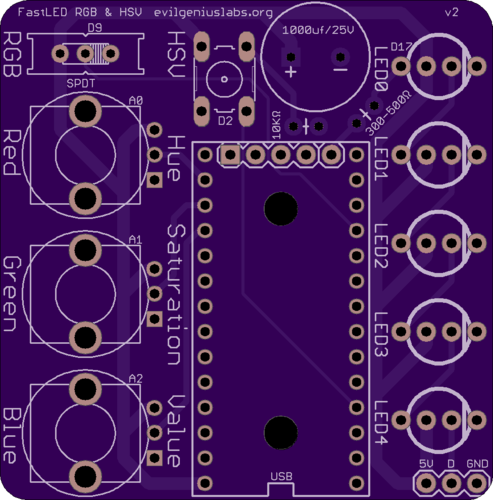 FastLED RGB & HSV evilgeniuslabs.org v2
D9
RGB
SPDT
HSV
D2
1000uf/25V
+
−
10KΩ
300-500Ω
D17
LED0
A0
Red
Hue
LED1
A1
Green
Saturation
LED2
LED3
A2
Blue
Value
LED4
USB
5V D GND